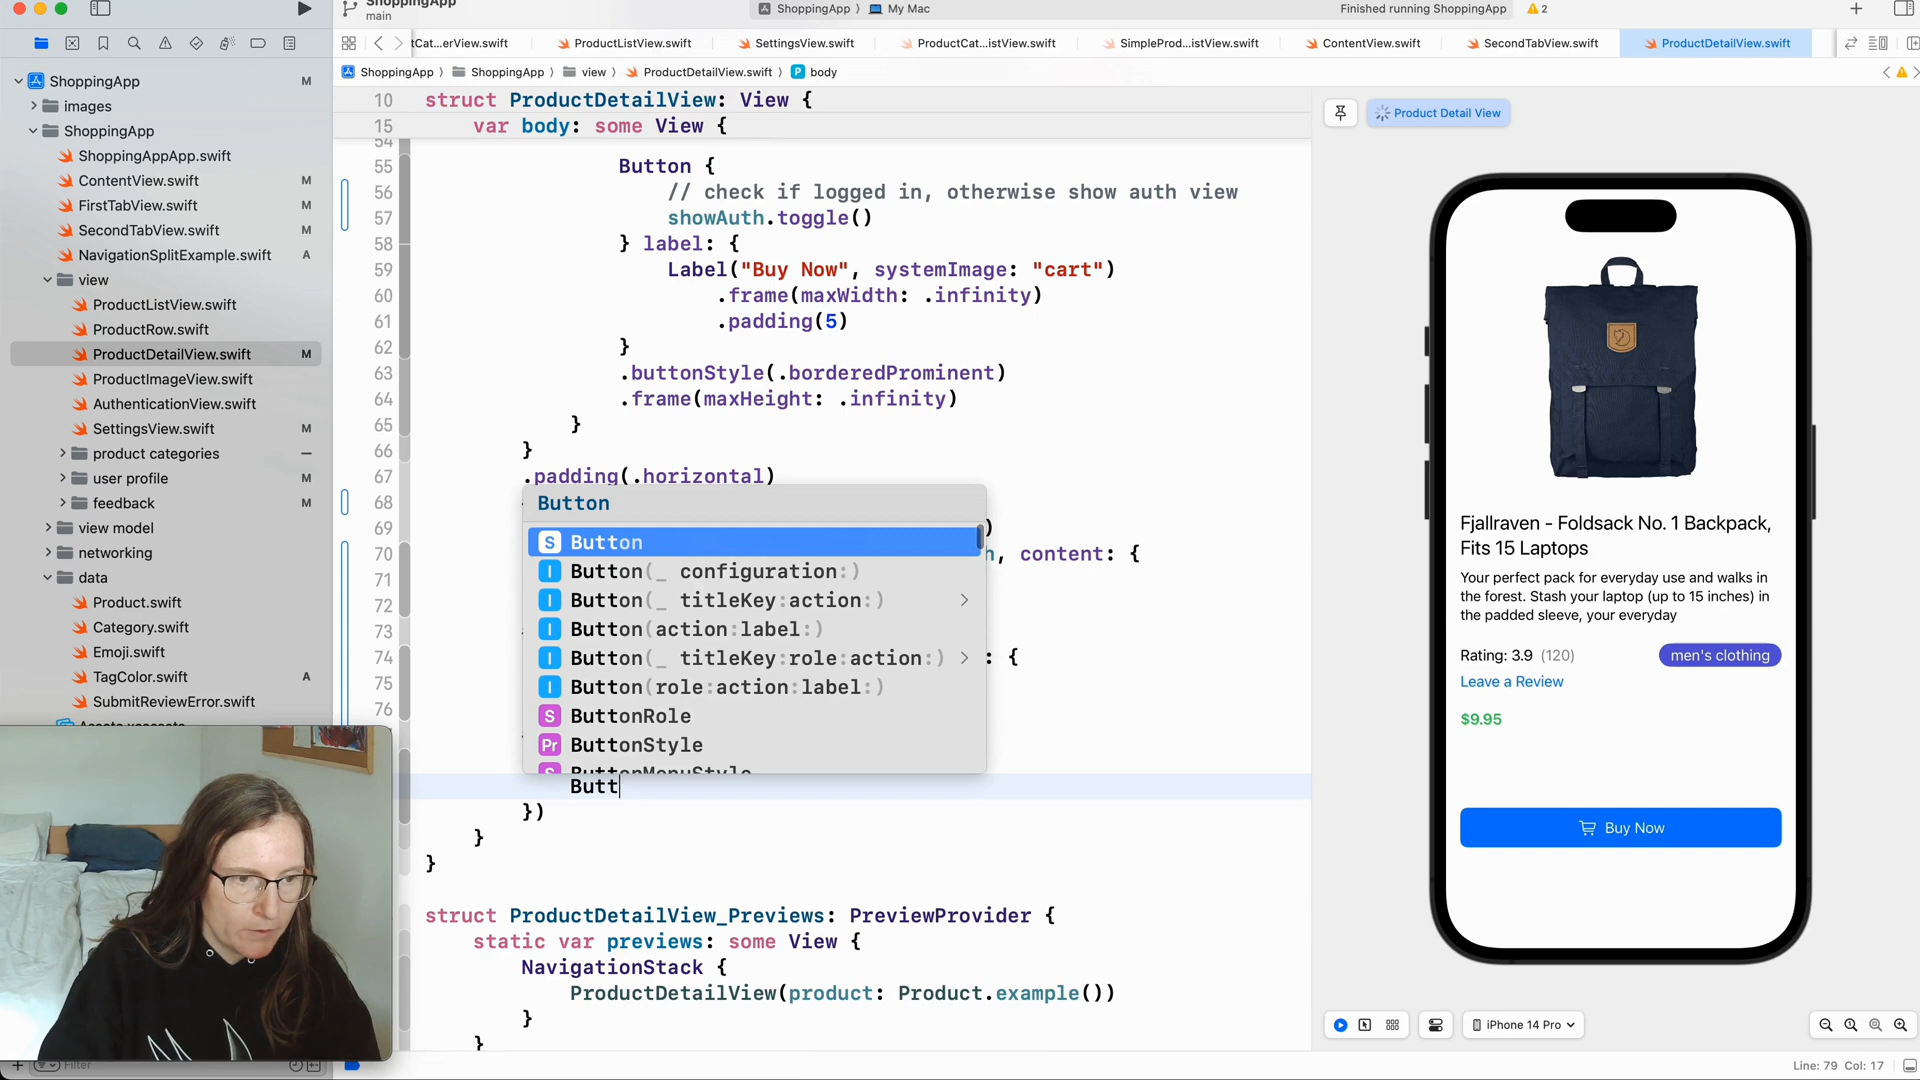 ShoppingApp
main
ShoppingApp
My Mac
Finished running ShoppingApp
2
tCat...erView.swift
ProductListView.swift
SettingsView.swift
ProductCat...istView.swift
SimpleProd...istView.swift
ContentView.swift
SecondTabView.swift
ProductDetailView.swift
ShoppingApp
ShoppingApp
view
ProductDetailView.swift
P body
ShoppingApp M
images
ShoppingApp
ShoppingAppApp.swift
ContentView.swift M
FirstTabView.swift M
SecondTabView.swift M
NavigationSplitExample.swift A
view
ProductListView.swift
ProductRow.swift
ProductDetailView.swift M
ProductImageView.swift
AuthenticationView.swift
SettingsView.swift M
product categories
user profile M
feedback M
view model
networking
data
Product.swift
Category.swift
Emoji.swift
TagColor.swift A
SubmitReviewError.swift
Filter
10 struct ProductDetailView: View {
15 var body: some View {
54
55 Button {
56 // check if logged in, otherwise show auth view
57 showAuth.toggle()
58 } label: {
59 Label("Buy Now", systemImage: "cart")
60 .frame(maxWidth: .infinity)
61 .padding(5)
62 }
63 .buttonStyle(.borderedProminent)
64 .frame(maxHeight: .infinity)
65 }
66 }
67 .padding(.horizontal)
68
69 )
70 h, content: {
71
72
73
74 : {
75
76
Button
S Button
I Button(_ configuration:)
I Button(_ titleKey:action:)
I Button(action:label:)
I Button(_ titleKey:role:action:)
I Button(role:action:label:)
S ButtonRole
Pr ButtonStyle
S ButtonMenuStyle
Butt
})
}
}
struct ProductDetailView_Previews: PreviewProvider {
static var previews: some View {
NavigationStack {
ProductDetailView(product: Product.example())
}
}
Product Detail View
Fjallraven - Foldsack No. 1 Backpack,
Fits 15 Laptops
Your perfect pack for everyday use and walks in
the forest. Stash your laptop (up to 15 inches) in
the padded sleeve, your everyday
Rating: 3.9 (120)
men's clothing
Leave a Review
$9.95
Buy Now
iPhone 14 Pro
Line: 79 Col: 17